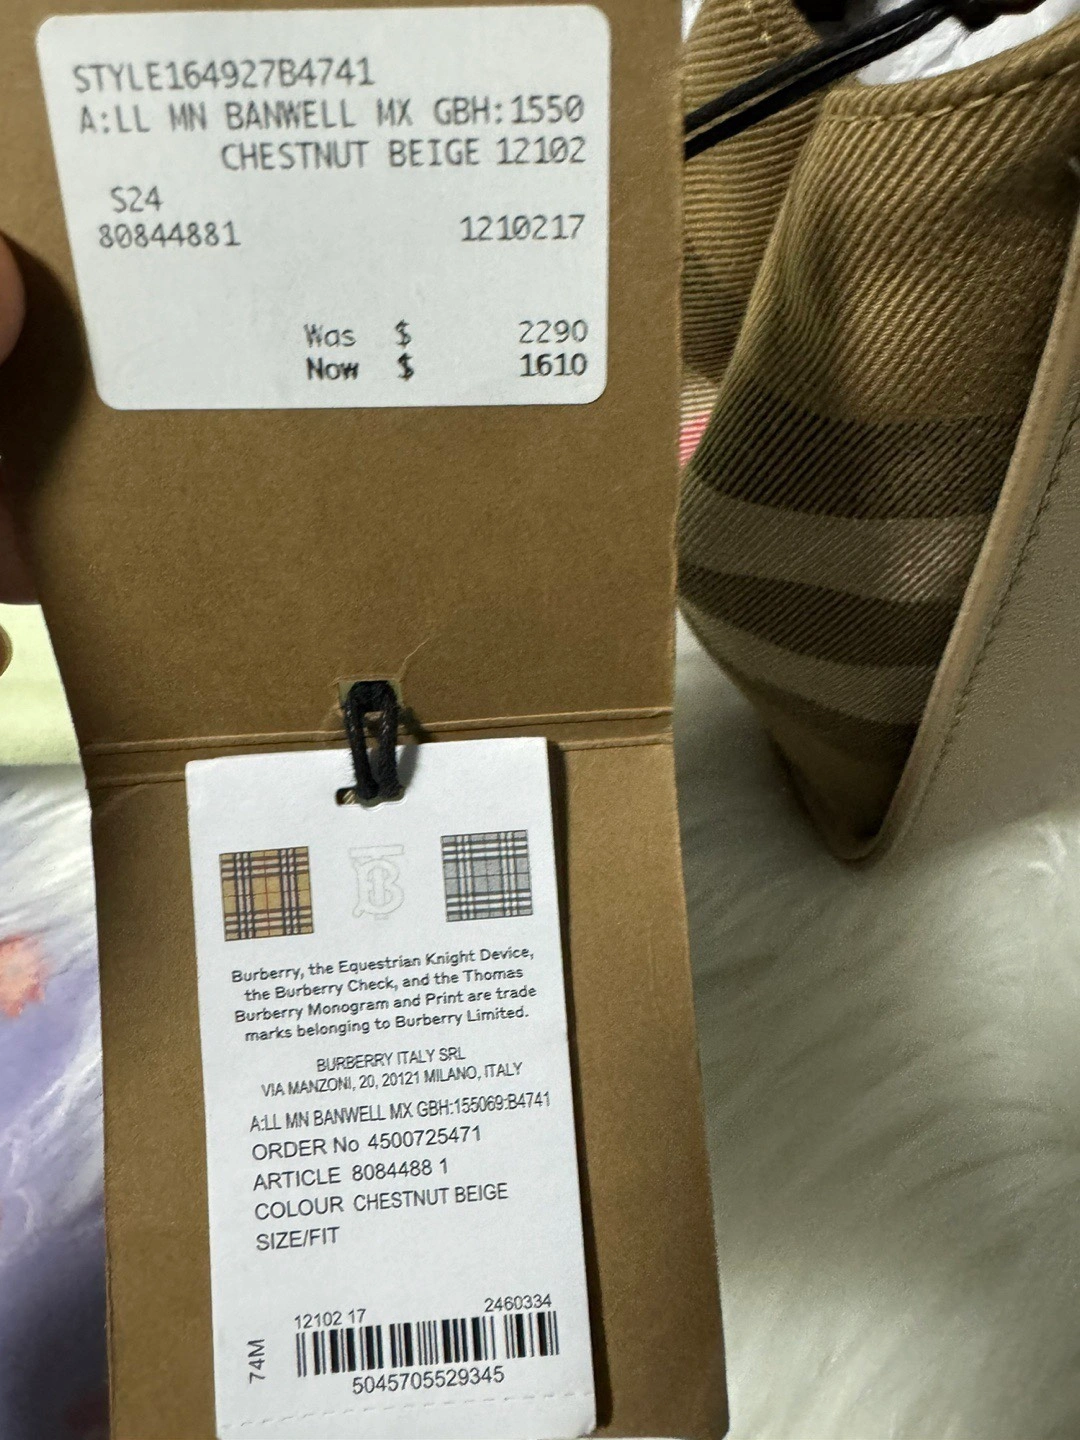 STYLE164927B4741
A:LL MN BANWELL MX GBH:1550
CHESTNUT BEIGE 12102
S24
80844881 1210217
Was $ 2290
Now $ 1610
Burberry, the Equestrian Knight Device,
the Burberry Check, and the Thomas
Burberry Monogram and Print are trade
marks belonging to Burberry Limited.
BURBERRY ITALY SRL
VIA MANZONI, 20, 20121 MILANO, ITALY
A:LL MN BANWELL MX GBH:155069:B4741
ORDER No 4500725471
ARTICLE 8084488 1
COLOUR CHESTNUT BEIGE
SIZE/FIT
12102 17 2460334
74M
5045705529345